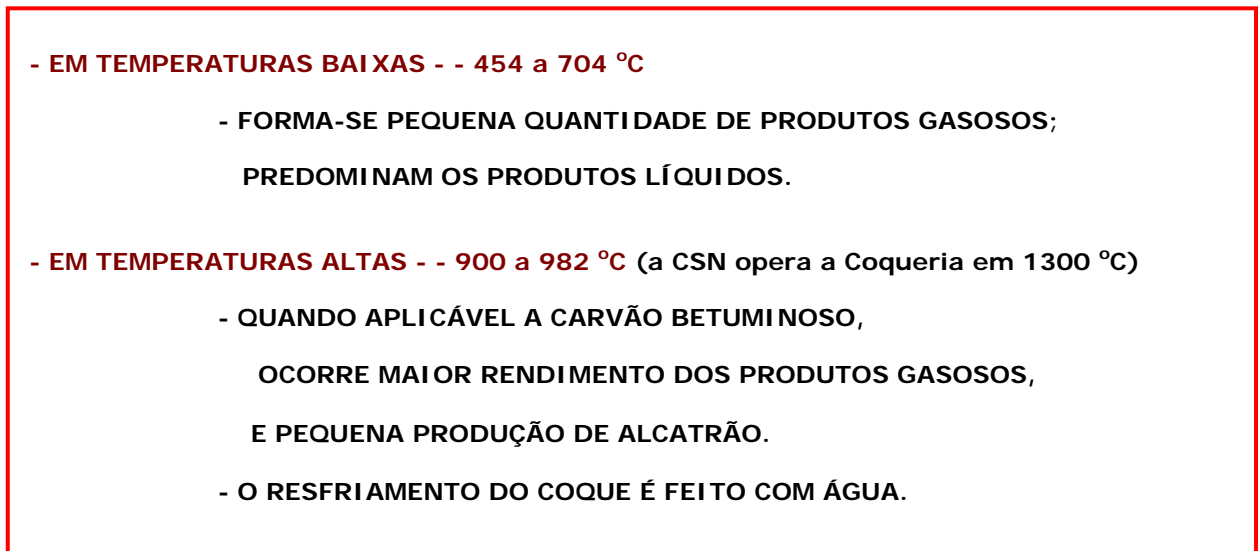 - EM TEMPERATURAS BAIXAS - - 454 a 704 ºC
- FORMA-SE PEQUENA QUANTIDADE DE PRODUTOS GASOSOS;
PREDOMINAM OS PRODUTOS LÍQUIDOS.
- EM TEMPERATURAS ALTAS - - 900 a 982 ºC (a CSN opera a Coqueria em 1300 ºC)
- QUANDO APLICÁVEL A CARVÃO BETUMINOSO,
OCORRE MAIOR RENDIMENTO DOS PRODUTOS GASOSOS,
E PEQUENA PRODUÇÃO DE ALCATRÃO.
- O RESFRIAMENTO DO COQUE É FEITO COM ÁGUA.